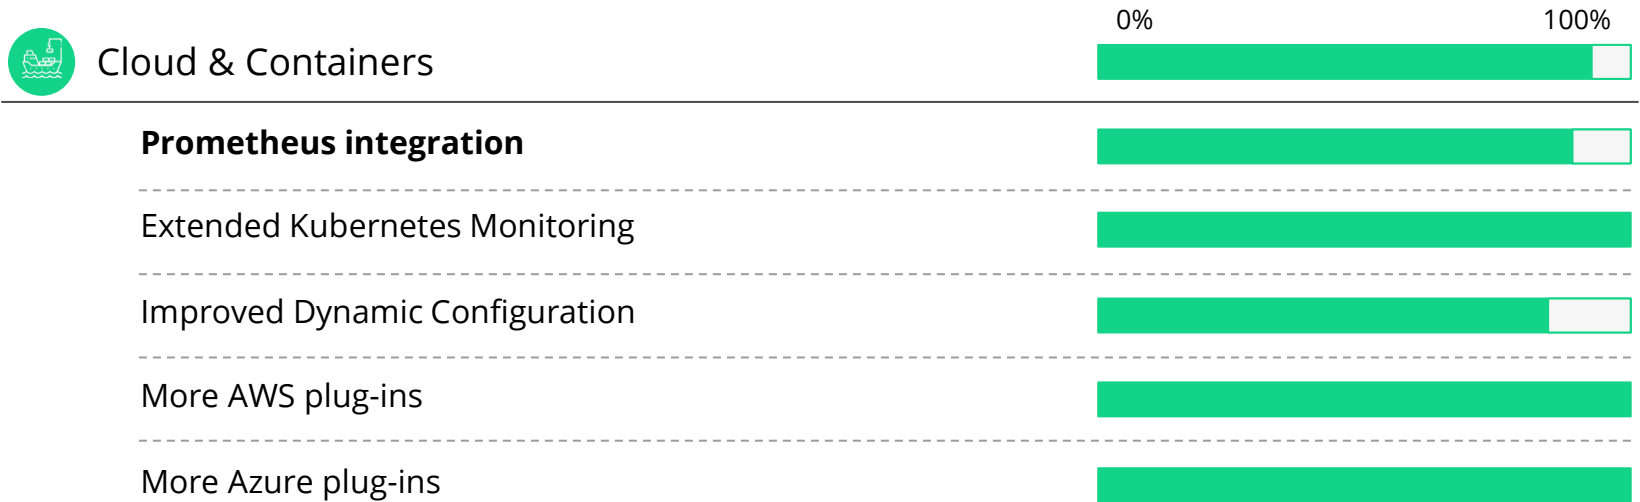 0% 100%
Cloud & Containers
Prometheus integration
Extended Kubernetes Monitoring
Improved Dynamic Configuration
More AWS plug-ins
More Azure plug-ins